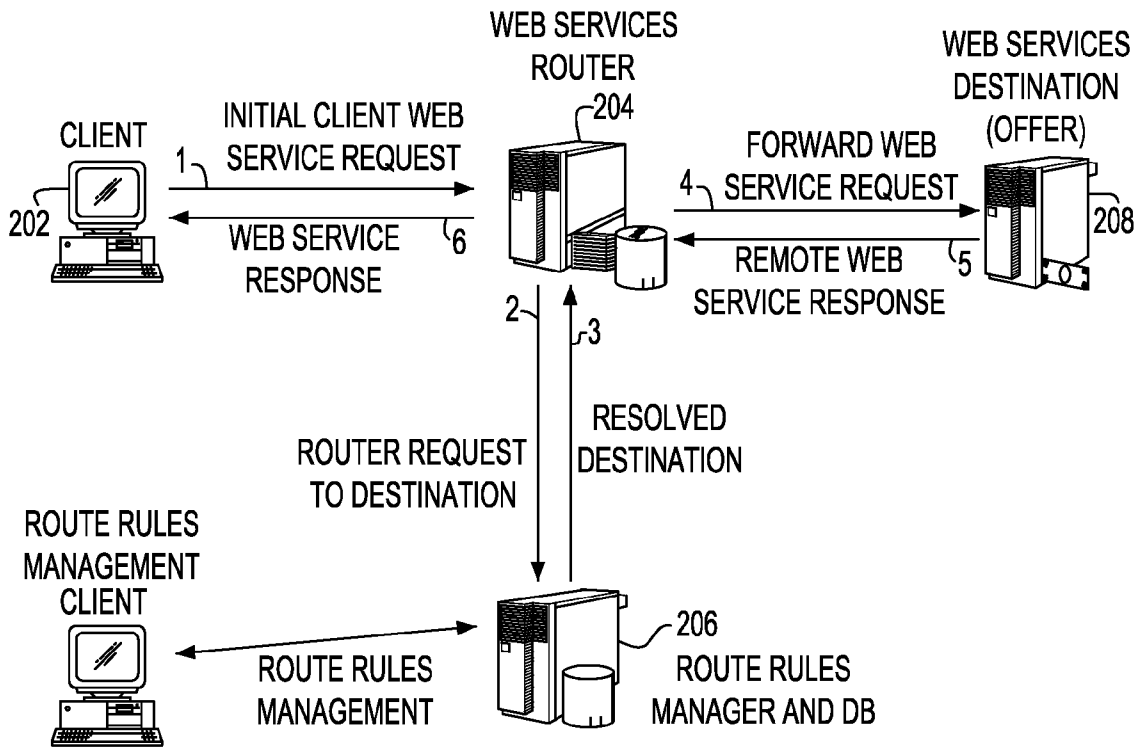 WEB SERVICES
ROUTER
204
WEB SERVICES
DESTINATION
(OFFER)
208
CLIENT
202
INITIAL CLIENT WEB
SERVICE REQUEST
1
6
WEB SERVICE
RESPONSE
FORWARD WEB
SERVICE REQUEST
4
5
REMOTE WEB
SERVICE RESPONSE
2
3
ROUTER REQUEST
TO DESTINATION
RESOLVED
DESTINATION
ROUTE RULES
MANAGEMENT
CLIENT
ROUTE RULES
MANAGEMENT
206
ROUTE RULES
MANAGER AND DB